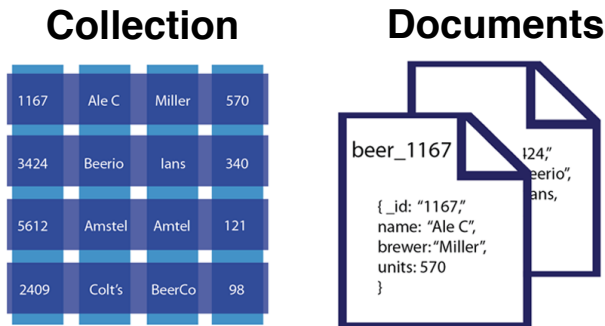 Collection
Documents
1167 Ale C Miller 570
3424 Beerio Ians 340
5612 Amstel Amtel 121
2409 Colt's BeerCo 98
beer_1167
{ _id: “1167,”
name: “Ale C”,
brewer: “Miller”,
units: 570
}
424,”
eerio”,
ans,